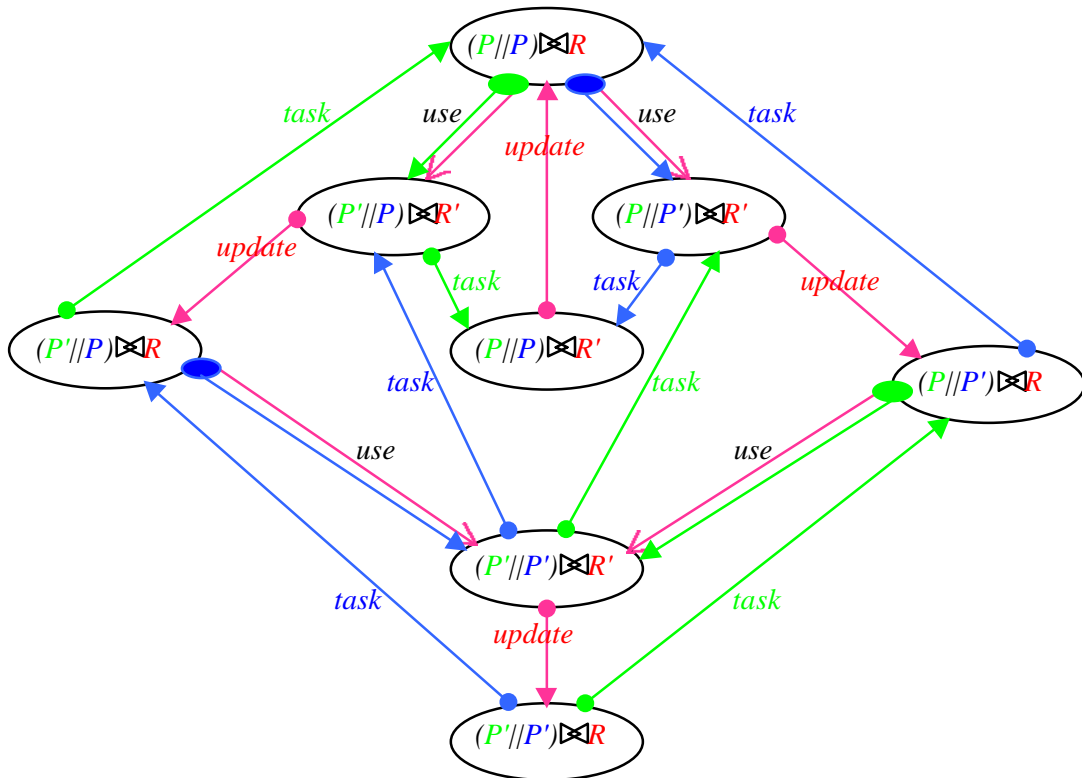 (P||P)⋈R
task
use
use
task
update
(P'||P)⋈R'
(P||P')⋈R'
update
task
task
update
(P'||P)⋈R
(P||P)⋈R'
(P||P')⋈R
task
task
use
use
(P'||P')⋈R'
task
update
task
(P'||P')⋈R